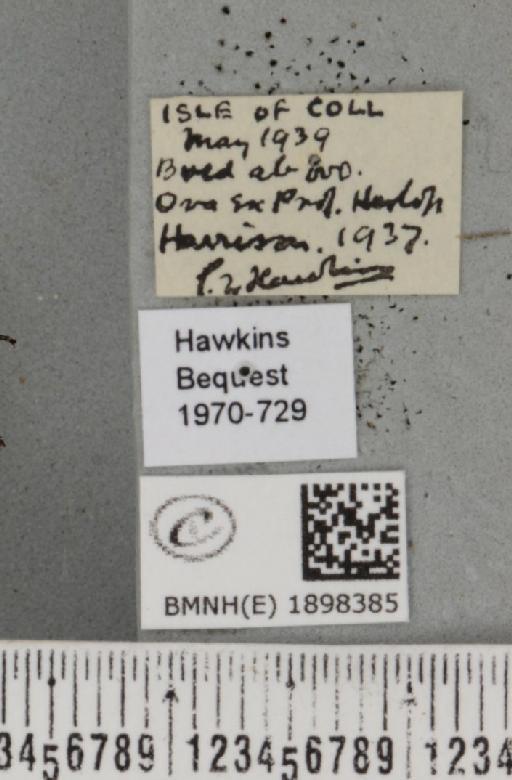 ISLE OF COLL
May 1939
Bred ab ovo.
Ova ex Prof. Heslop
Harrison. 1937.
Hawkins
Hawkins
Bequest
1970-729
C
BMNH(E) 1898385
3456789 123456789 1234